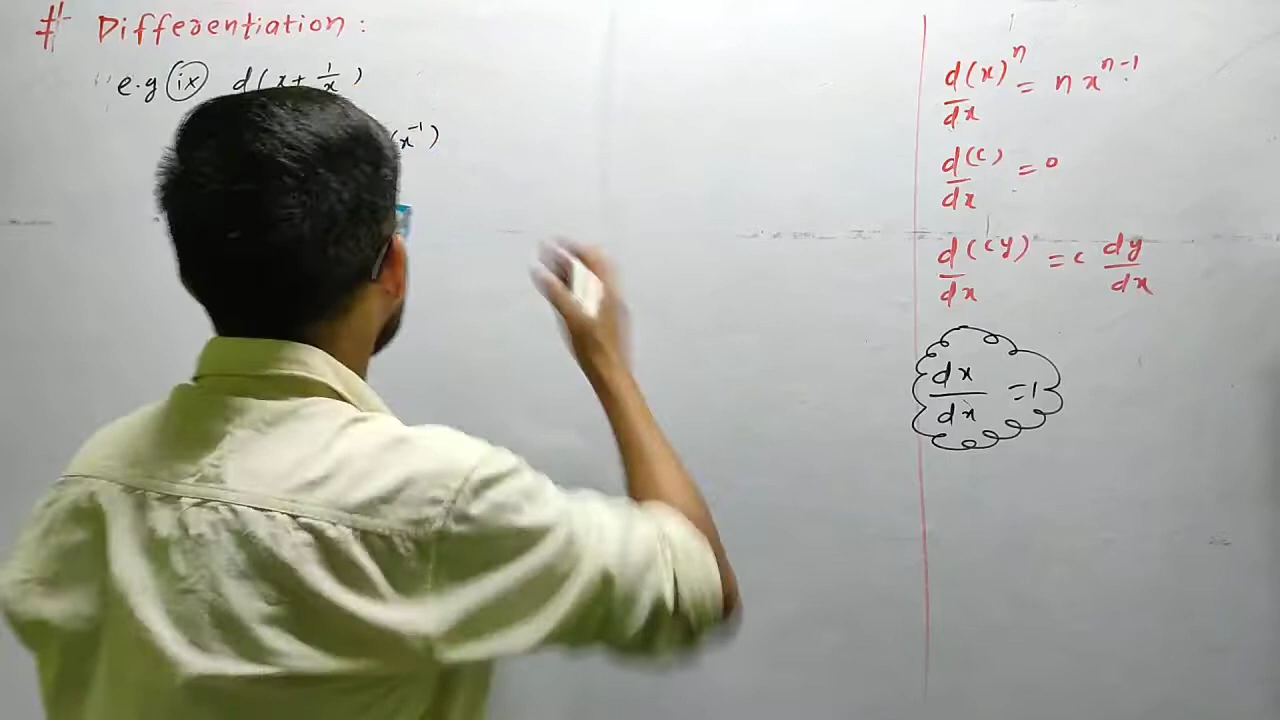 # Differentiation:
e.g (ix) d(x + 1/x)
(x⁻¹)
d/dx (x)ⁿ = n xⁿ⁻¹
d/dx (c) = 0
d/dx (cy) = c dy/dx
dx/dx = 1